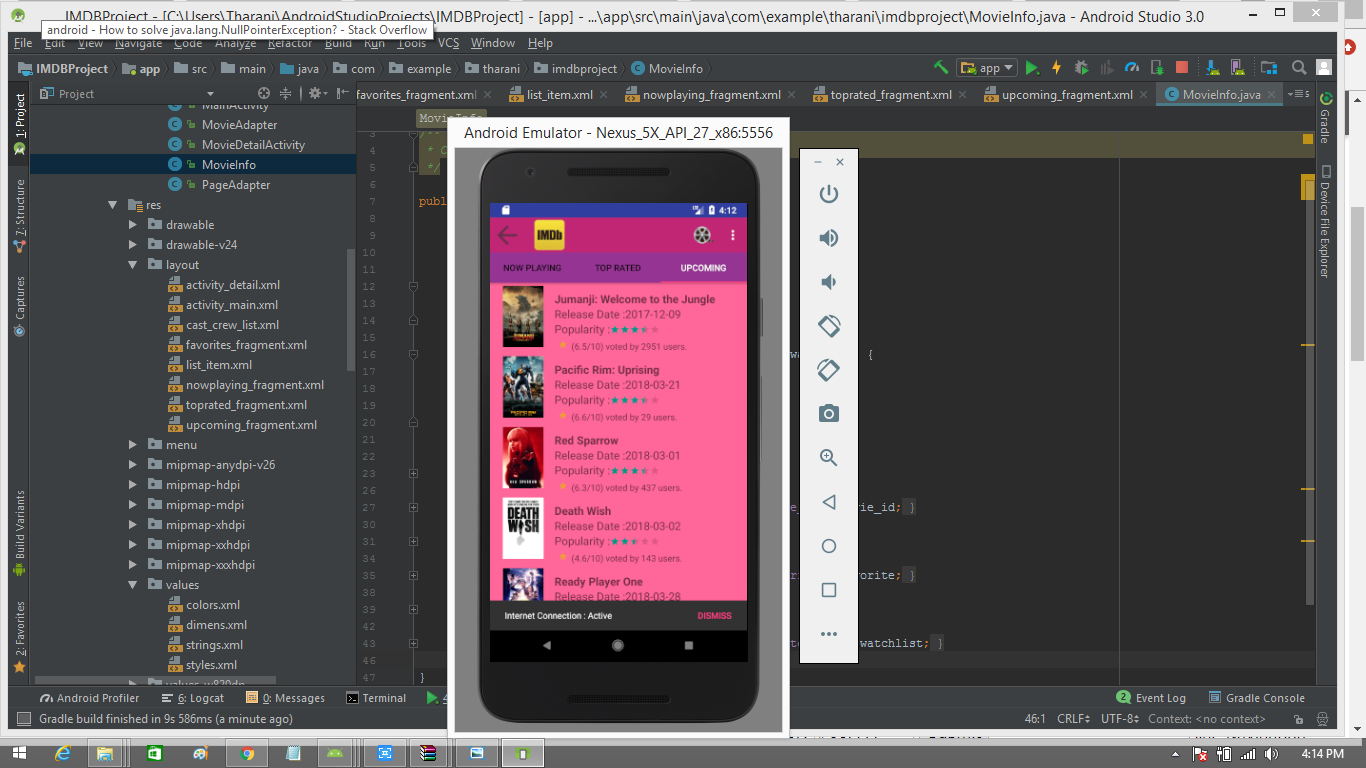 IMDBProject - [C:\Users\Tharani\AndroidStudioProjects\IMDBProject] - [app] - ...\app\src\main\java\com\example\tharani\imdbproject\MovieInfo.java - Android Studio 3.0
android - How to solve java.lang.NullPointerException? - Stack Overflow
File Edit View Navigate Code Analyze Refactor Build Run Tools VCS Window Help
IMDBProject app src main java com example tharani imdbproject MovieInfo
app
Project
favorites_fragment.xml list_item.xml nowplaying_fragment.xml toprated_fragment.xml upcoming_fragment.xml MovieInfo.java
1: Project
7: Structure
Captures
Build Variants
2: Favorites
MainActivity
MovieAdapter
MovieDetailActivity
MovieInfo
PageAdapter
res
drawable
drawable-v24
layout
activity_detail.xml
activity_main.xml
cast_crew_list.xml
favorites_fragment.xml
list_item.xml
nowplaying_fragment.xml
toprated_fragment.xml
upcoming_fragment.xml
menu
mipmap-anydpi-v26
mipmap-hdpi
mipmap-mdpi
mipmap-xhdpi
mipmap-xxhdpi
mipmap-xxxhdpi
values
colors.xml
dimens.xml
strings.xml
styles.xml
values-w820dp
3 /**
4 *
5 */
6
7 publ
8
9
10
11
12
13
14
15
16 {
17
18
19
20
21
22
23
26
27 rie_id; }
30
31
34
35 orite; }
38
39
42
43 watchlist; }
46
47 }
Android Emulator - Nexus_5X_API_27_x86:5556
4:12
IMDb
NOW PLAYING TOP RATED UPCOMING
Jumanji: Welcome to the Jungle
Release Date :2017-12-09
Popularity :
(6.5/10) voted by 2951 users.
Pacific Rim: Uprising
Release Date :2018-03-21
Popularity :
(6.6/10) voted by 29 users.
Red Sparrow
Release Date :2018-03-01
Popularity :
(6.3/10) voted by 437 users.
DEATH WISH
Death Wish
Release Date :2018-03-02
Popularity :
(4.6/10) voted by 143 users.
Ready Player One
Release Date :2018-03-28
Internet Connection : Active DISMISS
Gradle
Device File Explorer
Android Profiler 6: Logcat 0: Messages Terminal 4 2 Event Log Gradle Console
Gradle build finished in 9s 586ms (a minute ago) 46:1 CRLF UTF-8 Context: <no context>
4:14 PM